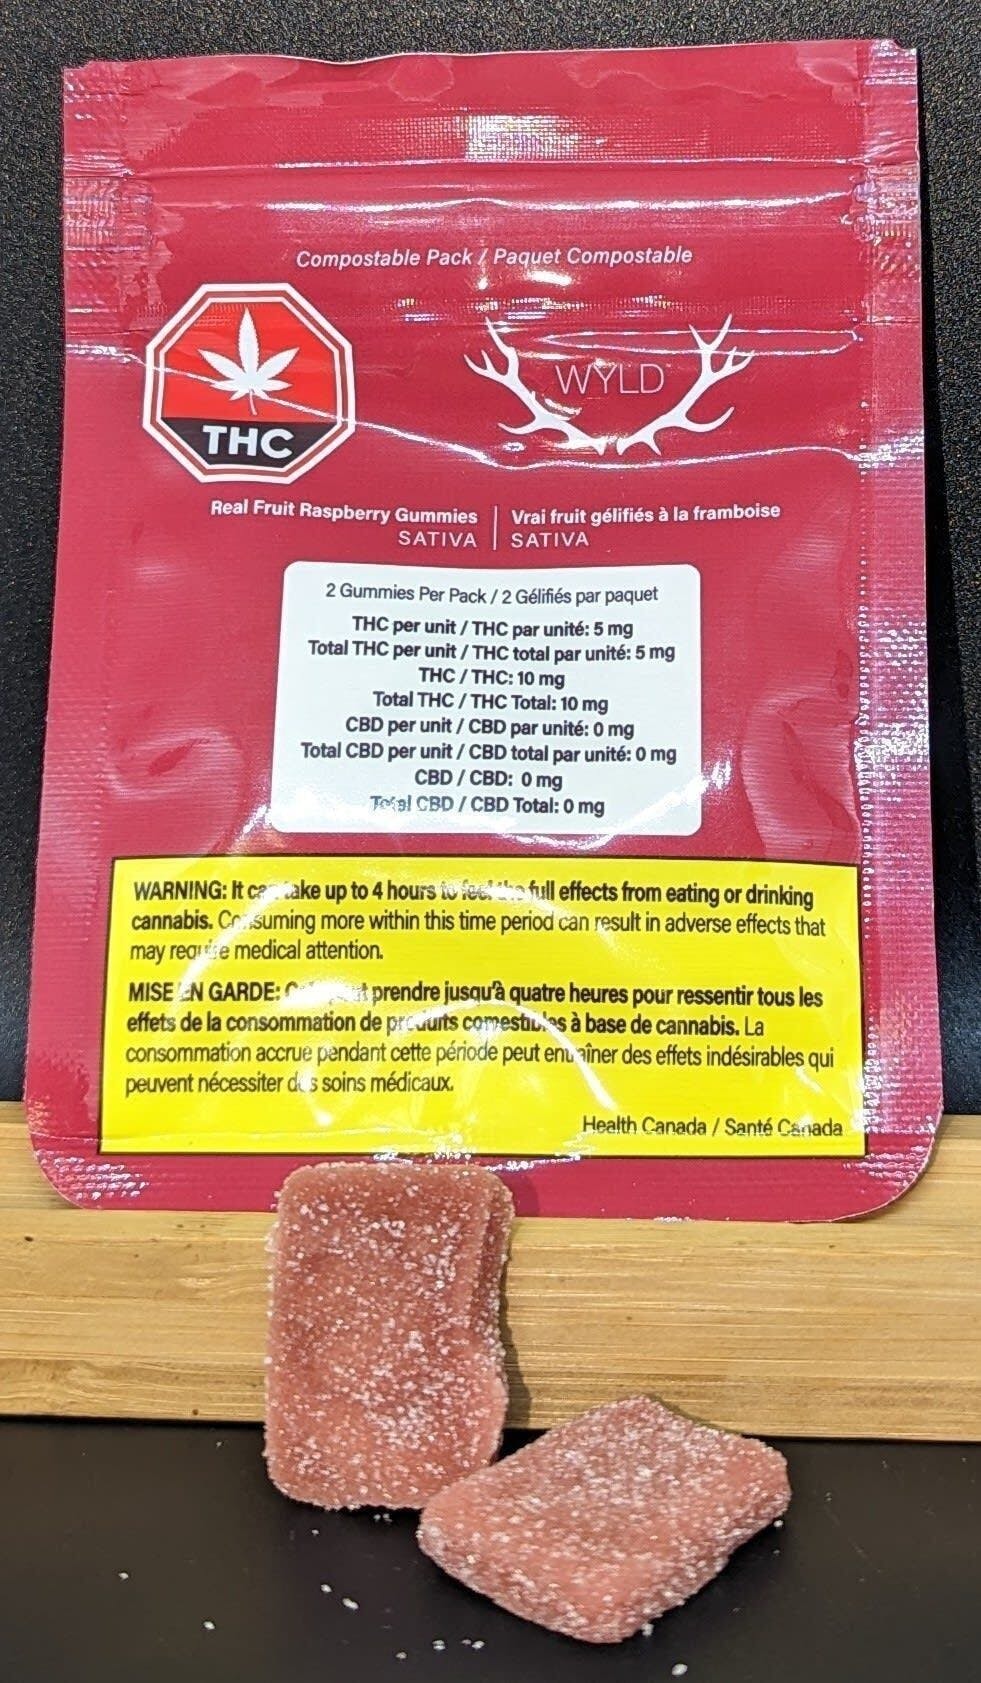 Compostable Pack / Paquet Compostable
THC
WYLD
Real Fruit Raspberry Gummies | Vrai fruit gélifiés à la framboise
SATIVA | SATIVA
2 Gummies Per Pack / 2 Gélifiés par paquet
THC per unit / THC par unité: 5 mg
Total THC per unit / THC total par unité: 5 mg
THC / THC: 10 mg
Total THC / THC Total: 10 mg
CBD per unit / CBD par unité: 0 mg
Total CBD per unit / CBD total par unité: 0 mg
CBD / CBD: 0 mg
Total CBD / CBD Total: 0 mg
WARNING: It can take up to 4 hours to feel the full effects from eating or drinking
cannabis. Consuming more within this time period can result in adverse effects that
may require medical attention.
MISE EN GARDE: peut prendre jusqu'à quatre heures pour ressentir tous les
effets de la consommation de produits comestibles à base de cannabis. La
consommation accrue pendant cette période peut entraîner des effets indésirables qui
peuvent nécessiter des soins médicaux.
Health Canada / Santé Canada